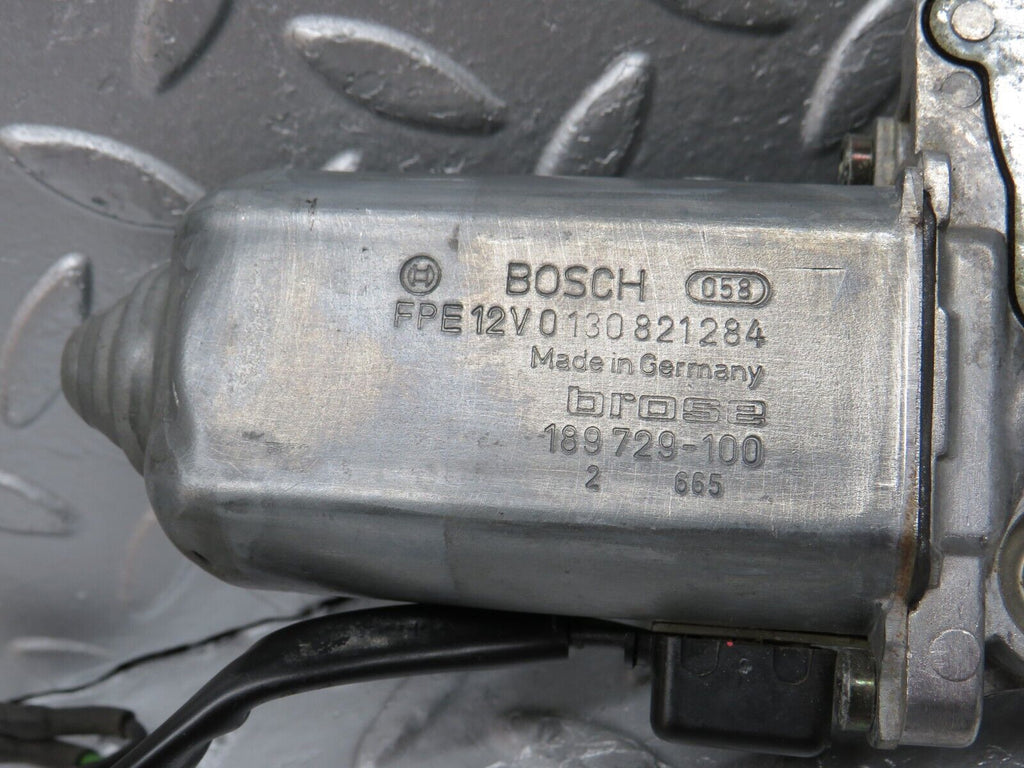 BOSCH 058
FPE 12V 0 130 821 284
Made in Germany
brose
189 729-100
2 665